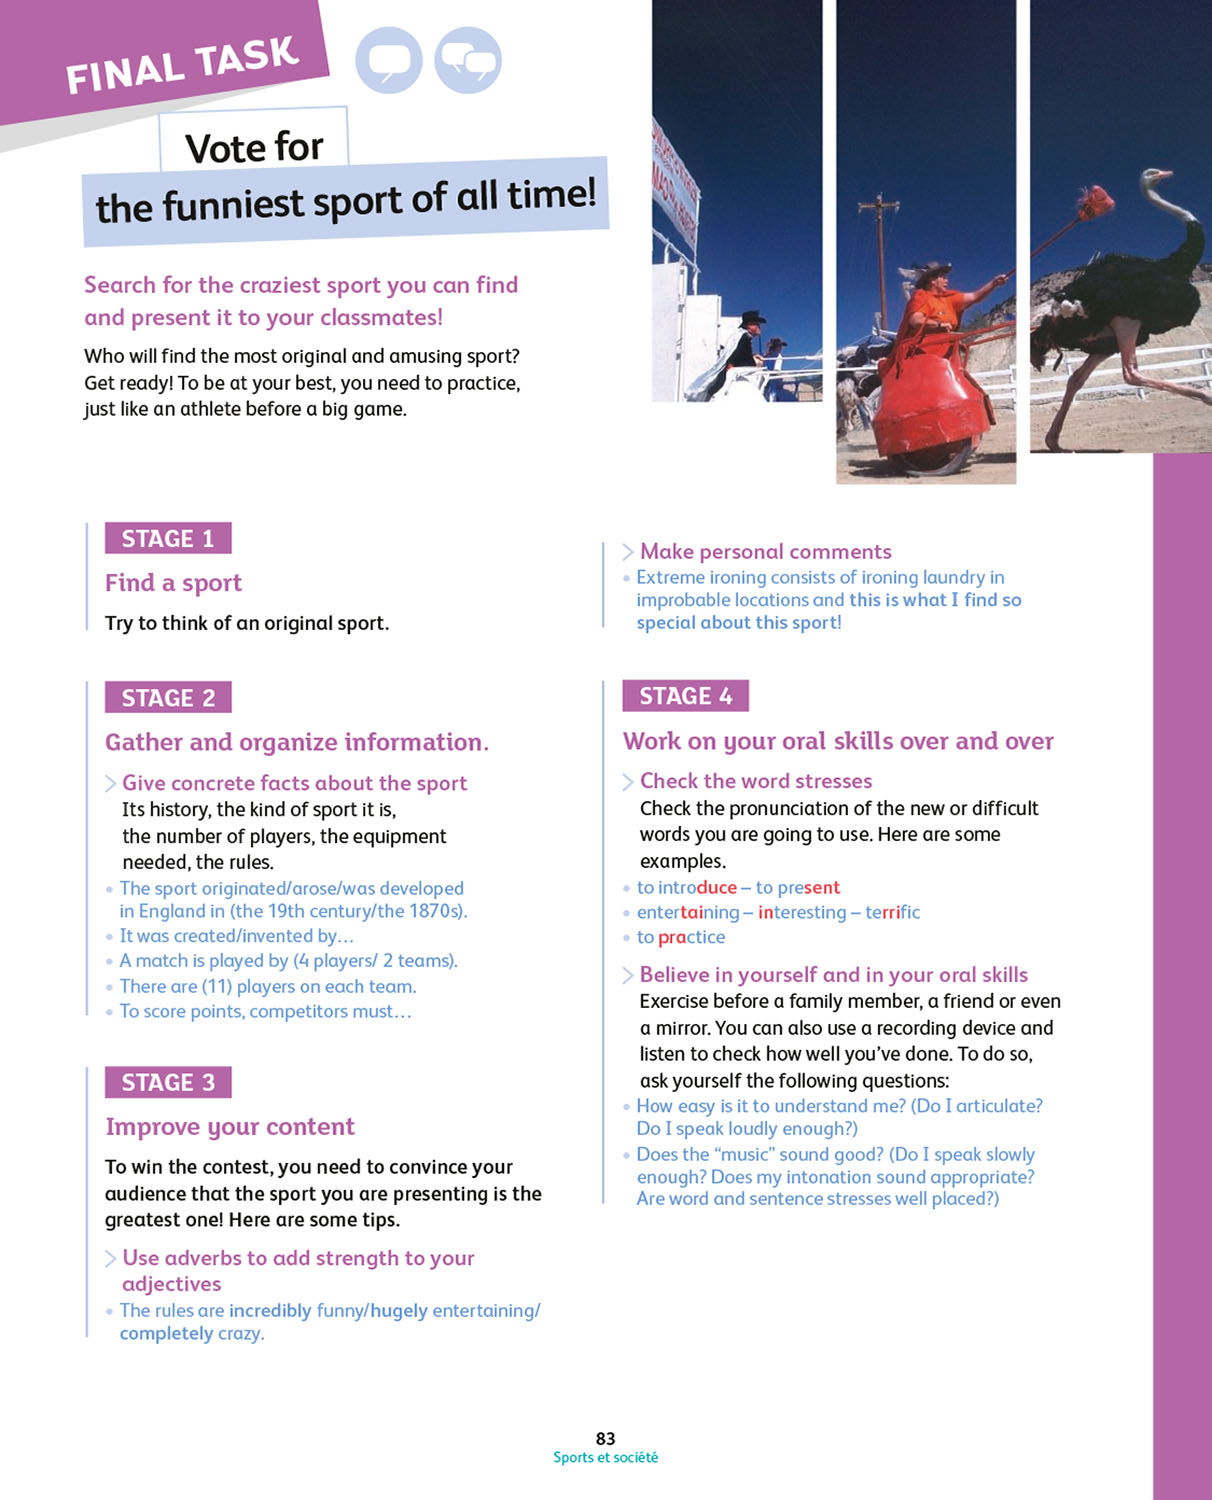 FINAL TASK
Vote for
the funniest sport of all time!
Search for the craziest sport you can find
and present it to your classmates!
Who will find the most original and amusing sport?
Get ready! To be at your best, you need to practice,
just like an athlete before a big game.
STAGE 1
Find a sport
Try to think of an original sport.
STAGE 2
Gather and organize information.
> Give concrete facts about the sport
Its history, the kind of sport it is,
the number of players, the equipment
needed, the rules.
• The sport originated/arose/was developed
in England in (the 19th century/the 1870s).
• It was created/invented by…
• A match is played by (4 players/ 2 teams).
• There are (11) players on each team.
• To score points, competitors must…
STAGE 3
Improve your content
To win the contest, you need to convince your
audience that the sport you are presenting is the
greatest one! Here are some tips.
> Use adverbs to add strength to your
adjectives
• The rules are incredibly funny/hugely entertaining/
completely crazy.
> Make personal comments
• Extreme ironing consists of ironing laundry in
improbable locations and this is what I find so
special about this sport!
STAGE 4
Work on your oral skills over and over
> Check the word stresses
Check the pronunciation of the new or difficult
words you are going to use. Here are some
examples.
• to introduce – to present
• entertaining – interesting – terrific
• to practice
> Believe in yourself and in your oral skills
Exercise before a family member, a friend or even
a mirror. You can also use a recording device and
listen to check how well you’ve done. To do so,
ask yourself the following questions:
• How easy is it to understand me? (Do I articulate?
Do I speak loudly enough?)
• Does the “music” sound good? (Do I speak slowly
enough? Does my intonation sound appropriate?
Are word and sentence stresses well placed?)
83
Sports et société